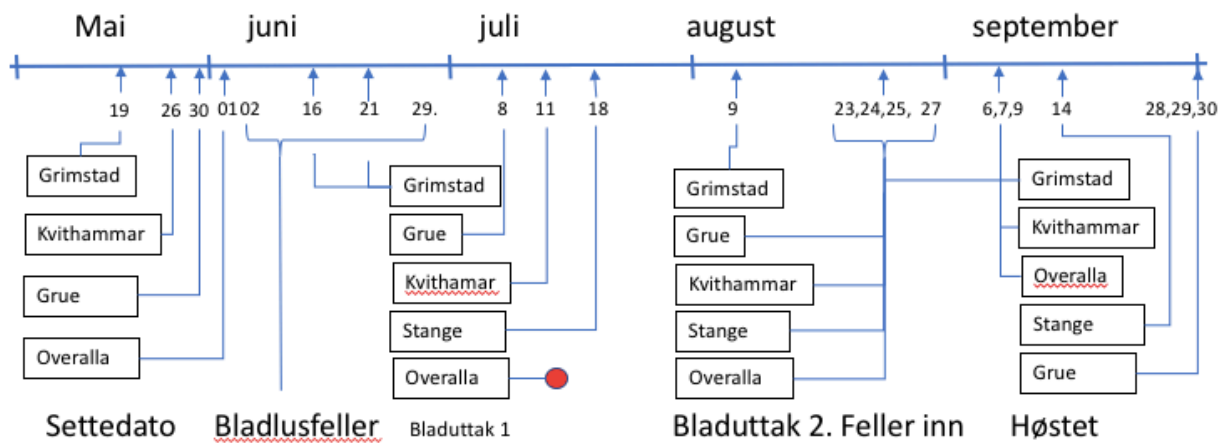 Mai juni juli august september
19 26 30 01 02 16 21 29. 8 11 18 9 23,24,25, 27 6,7,9 14 28,29,30
Grimstad
Kvithammar
Grue
Overalla
Settedato
Bladlusfeller
Grimstad
Grue
Kvithamar
Stange
Overalla
Bladuttak 1
Grimstad
Grue
Kvithammar
Stange
Overalla
Bladuttak 2. Feller inn
Grimstad
Kvithammar
Overalla
Stange
Grue
Høstet